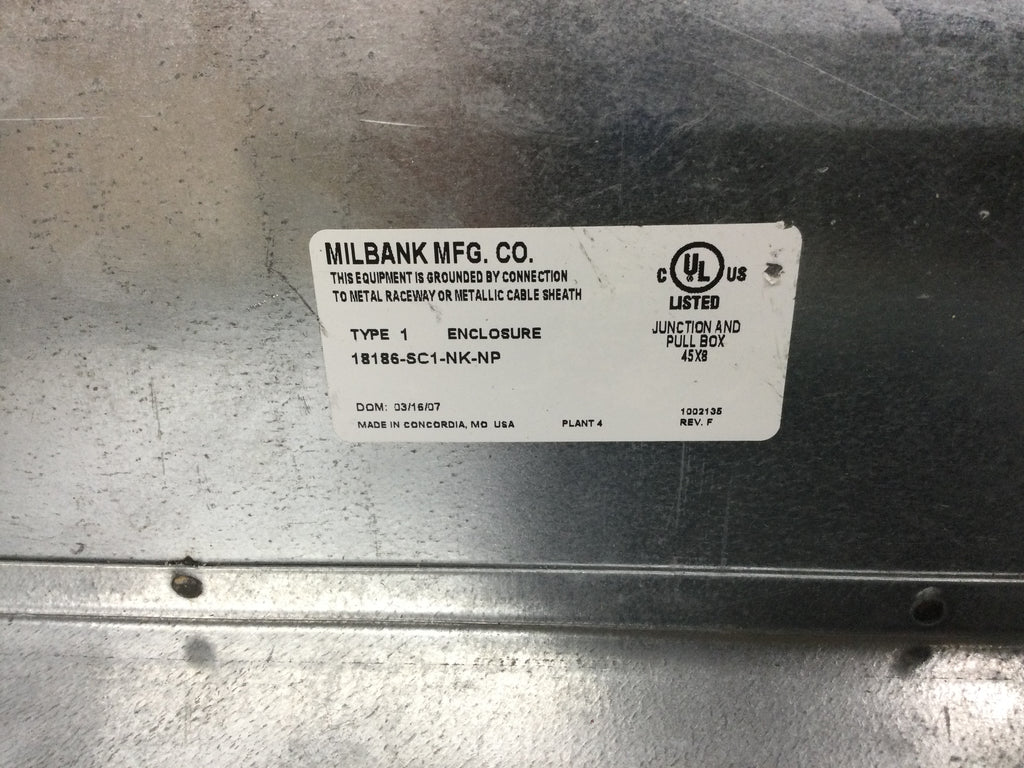 MILBANK MFG. CO.
THIS EQUIPMENT IS GROUNDED BY CONNECTION
TO METAL RACEWAY OR METALLIC CABLE SHEATH
C UL US
LISTED
JUNCTION AND
PULL BOX
45X8
TYPE 1 ENCLOSURE
18186-SC1-NK-NP
DOM: 03/16/07
MADE IN CONCORDIA, MO USA
PLANT 4
1002135
REV. F